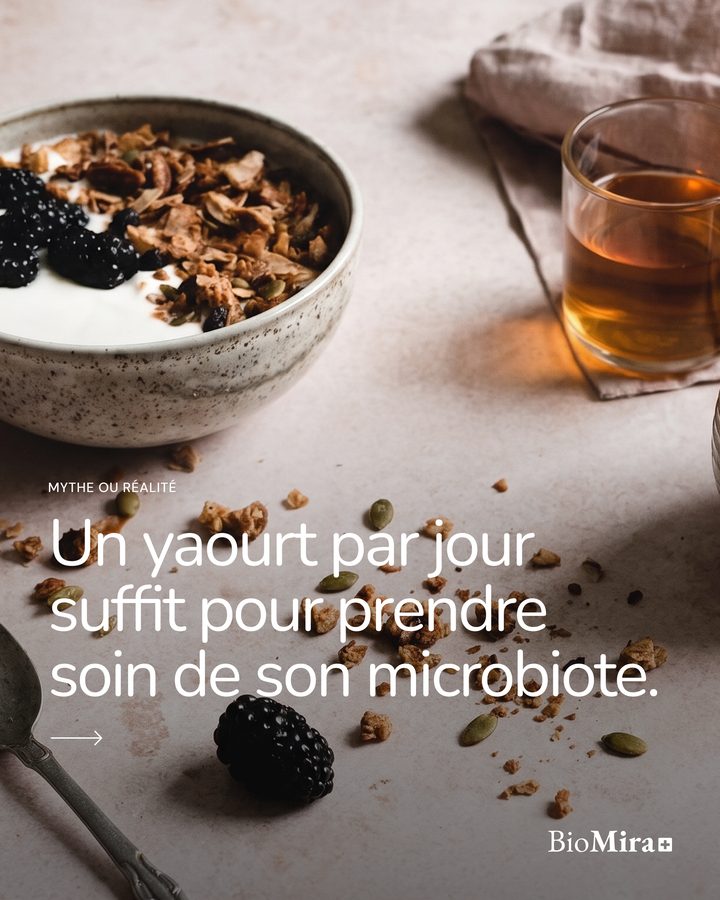 MYTHE OU RÉALITÉ
Un yaourt par jour
suffit pour prendre
soin de son microbiote.
BioMira